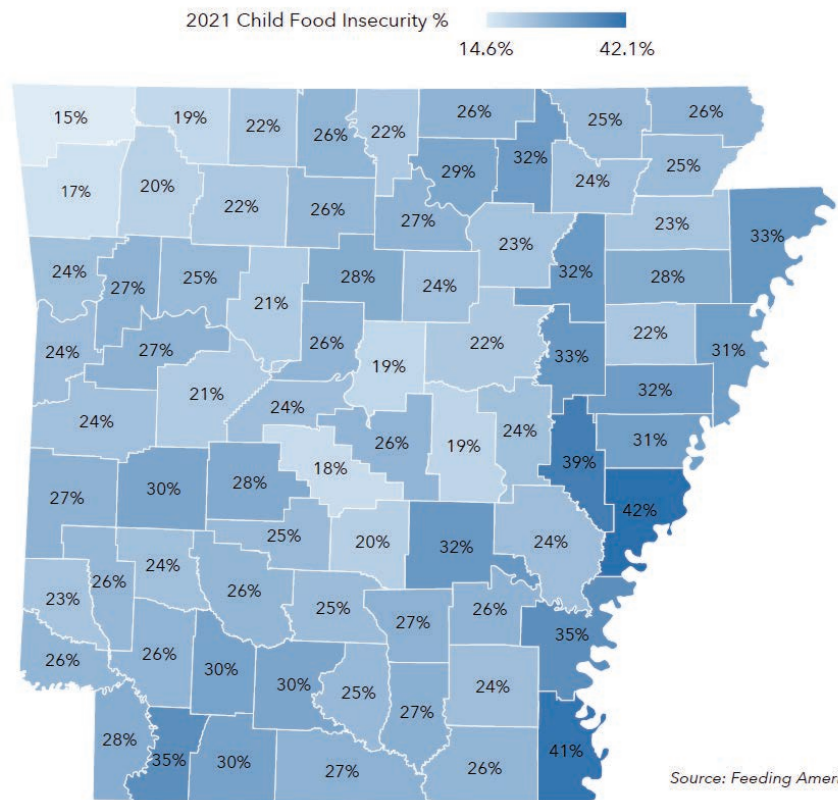 2021 Child Food Insecurity %
14.6% 42.1%
15% 19% 22% 26% 22% 26% 25% 26%
29% 32%
17% 20% 22% 26% 27% 24% 25%
23% 23% 33%
24% 27% 25% 21% 28% 24% 32% 28%
24% 27% 26% 19% 22% 33% 22% 31%
24% 21% 24% 32%
26% 19% 24% 39% 31%
27% 30% 28% 18% 42%
25% 20% 32% 24%
23% 26% 24% 26% 25% 27% 26% 35%
26% 26% 30% 30% 25% 27% 24%
28% 35% 30% 27% 26% 41%
Source: Feeding Amer